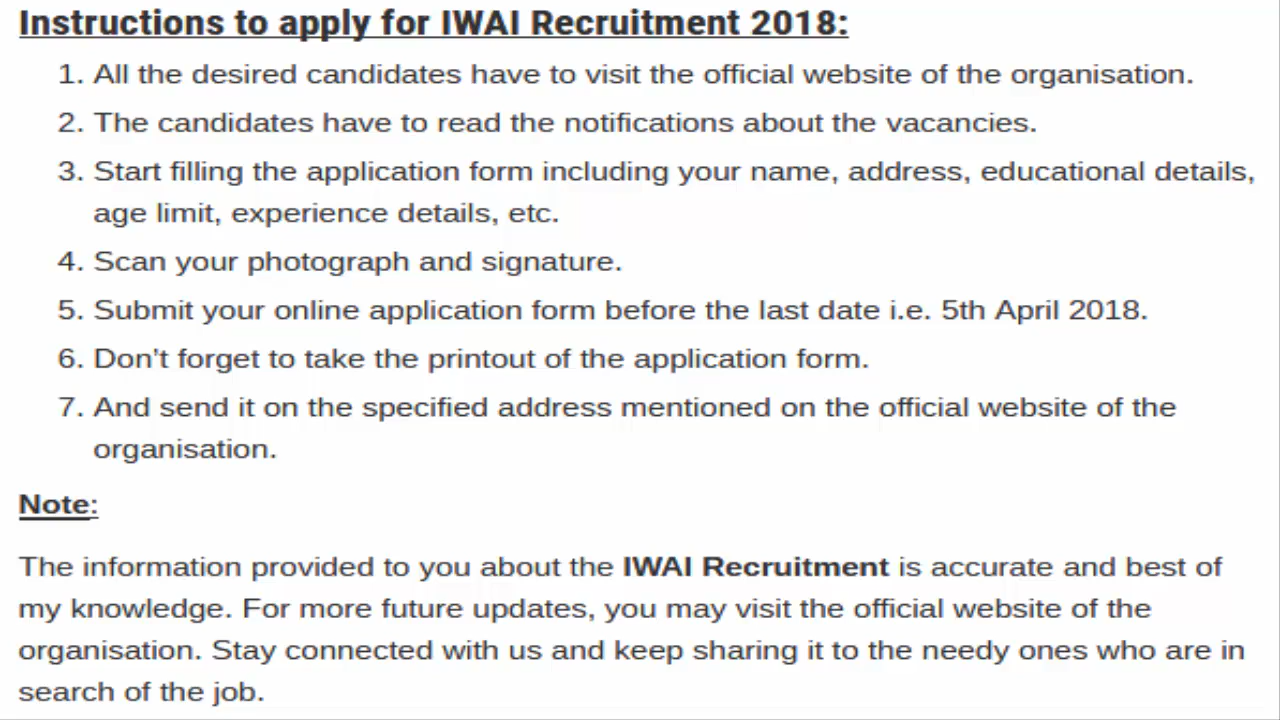 Instructions to apply for IWAI Recruitment 2018:
1. All the desired candidates have to visit the official website of the organisation.
2. The candidates have to read the notifications about the vacancies.
3. Start filling the application form including your name, address, educational details,
age limit, experience details, etc.
4. Scan your photograph and signature.
5. Submit your online application form before the last date i.e. 5th April 2018.
6. Don't forget to take the printout of the application form.
7. And send it on the specified address mentioned on the official website of the
organisation.
Note:
The information provided to you about the IWAI Recruitment is accurate and best of
my knowledge. For more future updates, you may visit the official website of the
organisation. Stay connected with us and keep sharing it to the needy ones who are in
search of the job.